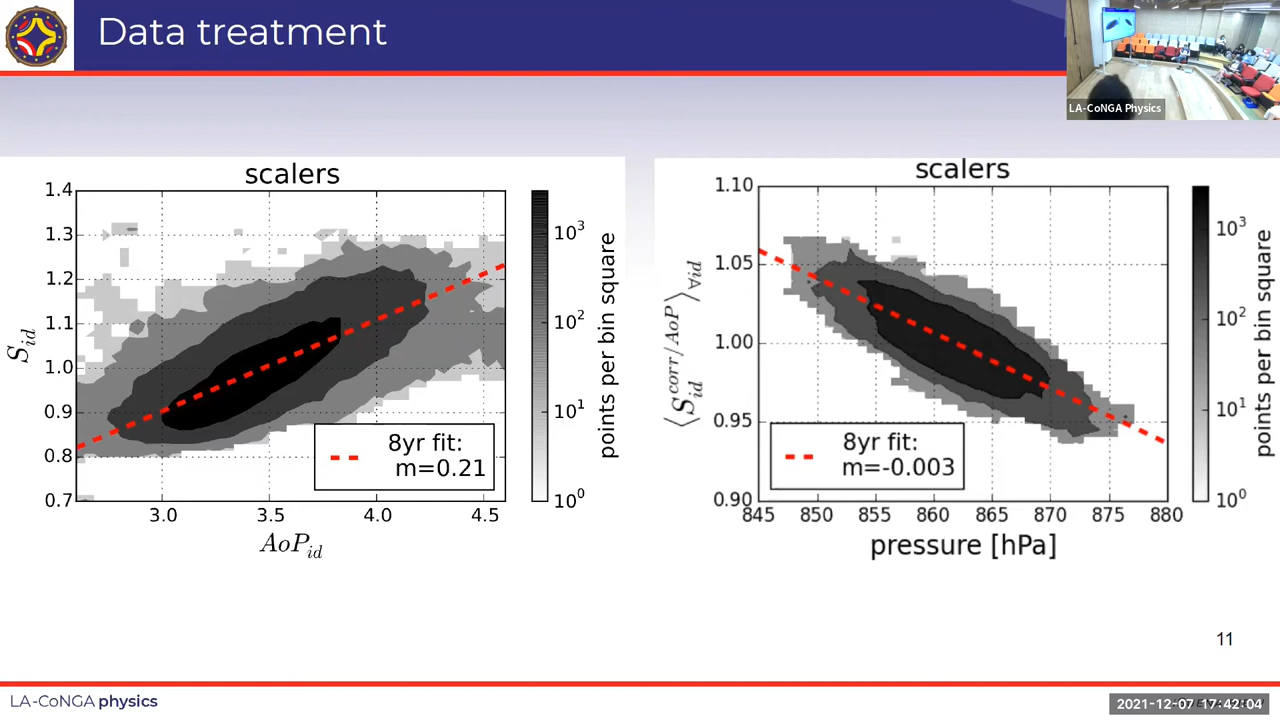 Data treatment
LA-CoNGA Physics
scalers
1.4
1.3
1.2
1.1
1.0
0.9
0.8
0.7
S_id
3.0 3.5 4.0 4.5
AoP_id
8yr fit:
m=0.21
10^3
10^2
10^1
10^0
points per bin square
scalers
1.10
1.05
1.00
0.95
0.90
⟨S_id^corr/AoP⟩_∀id
845 850 855 860 865 870 875 880
pressure [hPa]
8yr fit:
m=-0.003
10^3
10^2
10^1
10^0
points per bin square
11
LA-CoNGA physics
2021-12-07 17:42:04